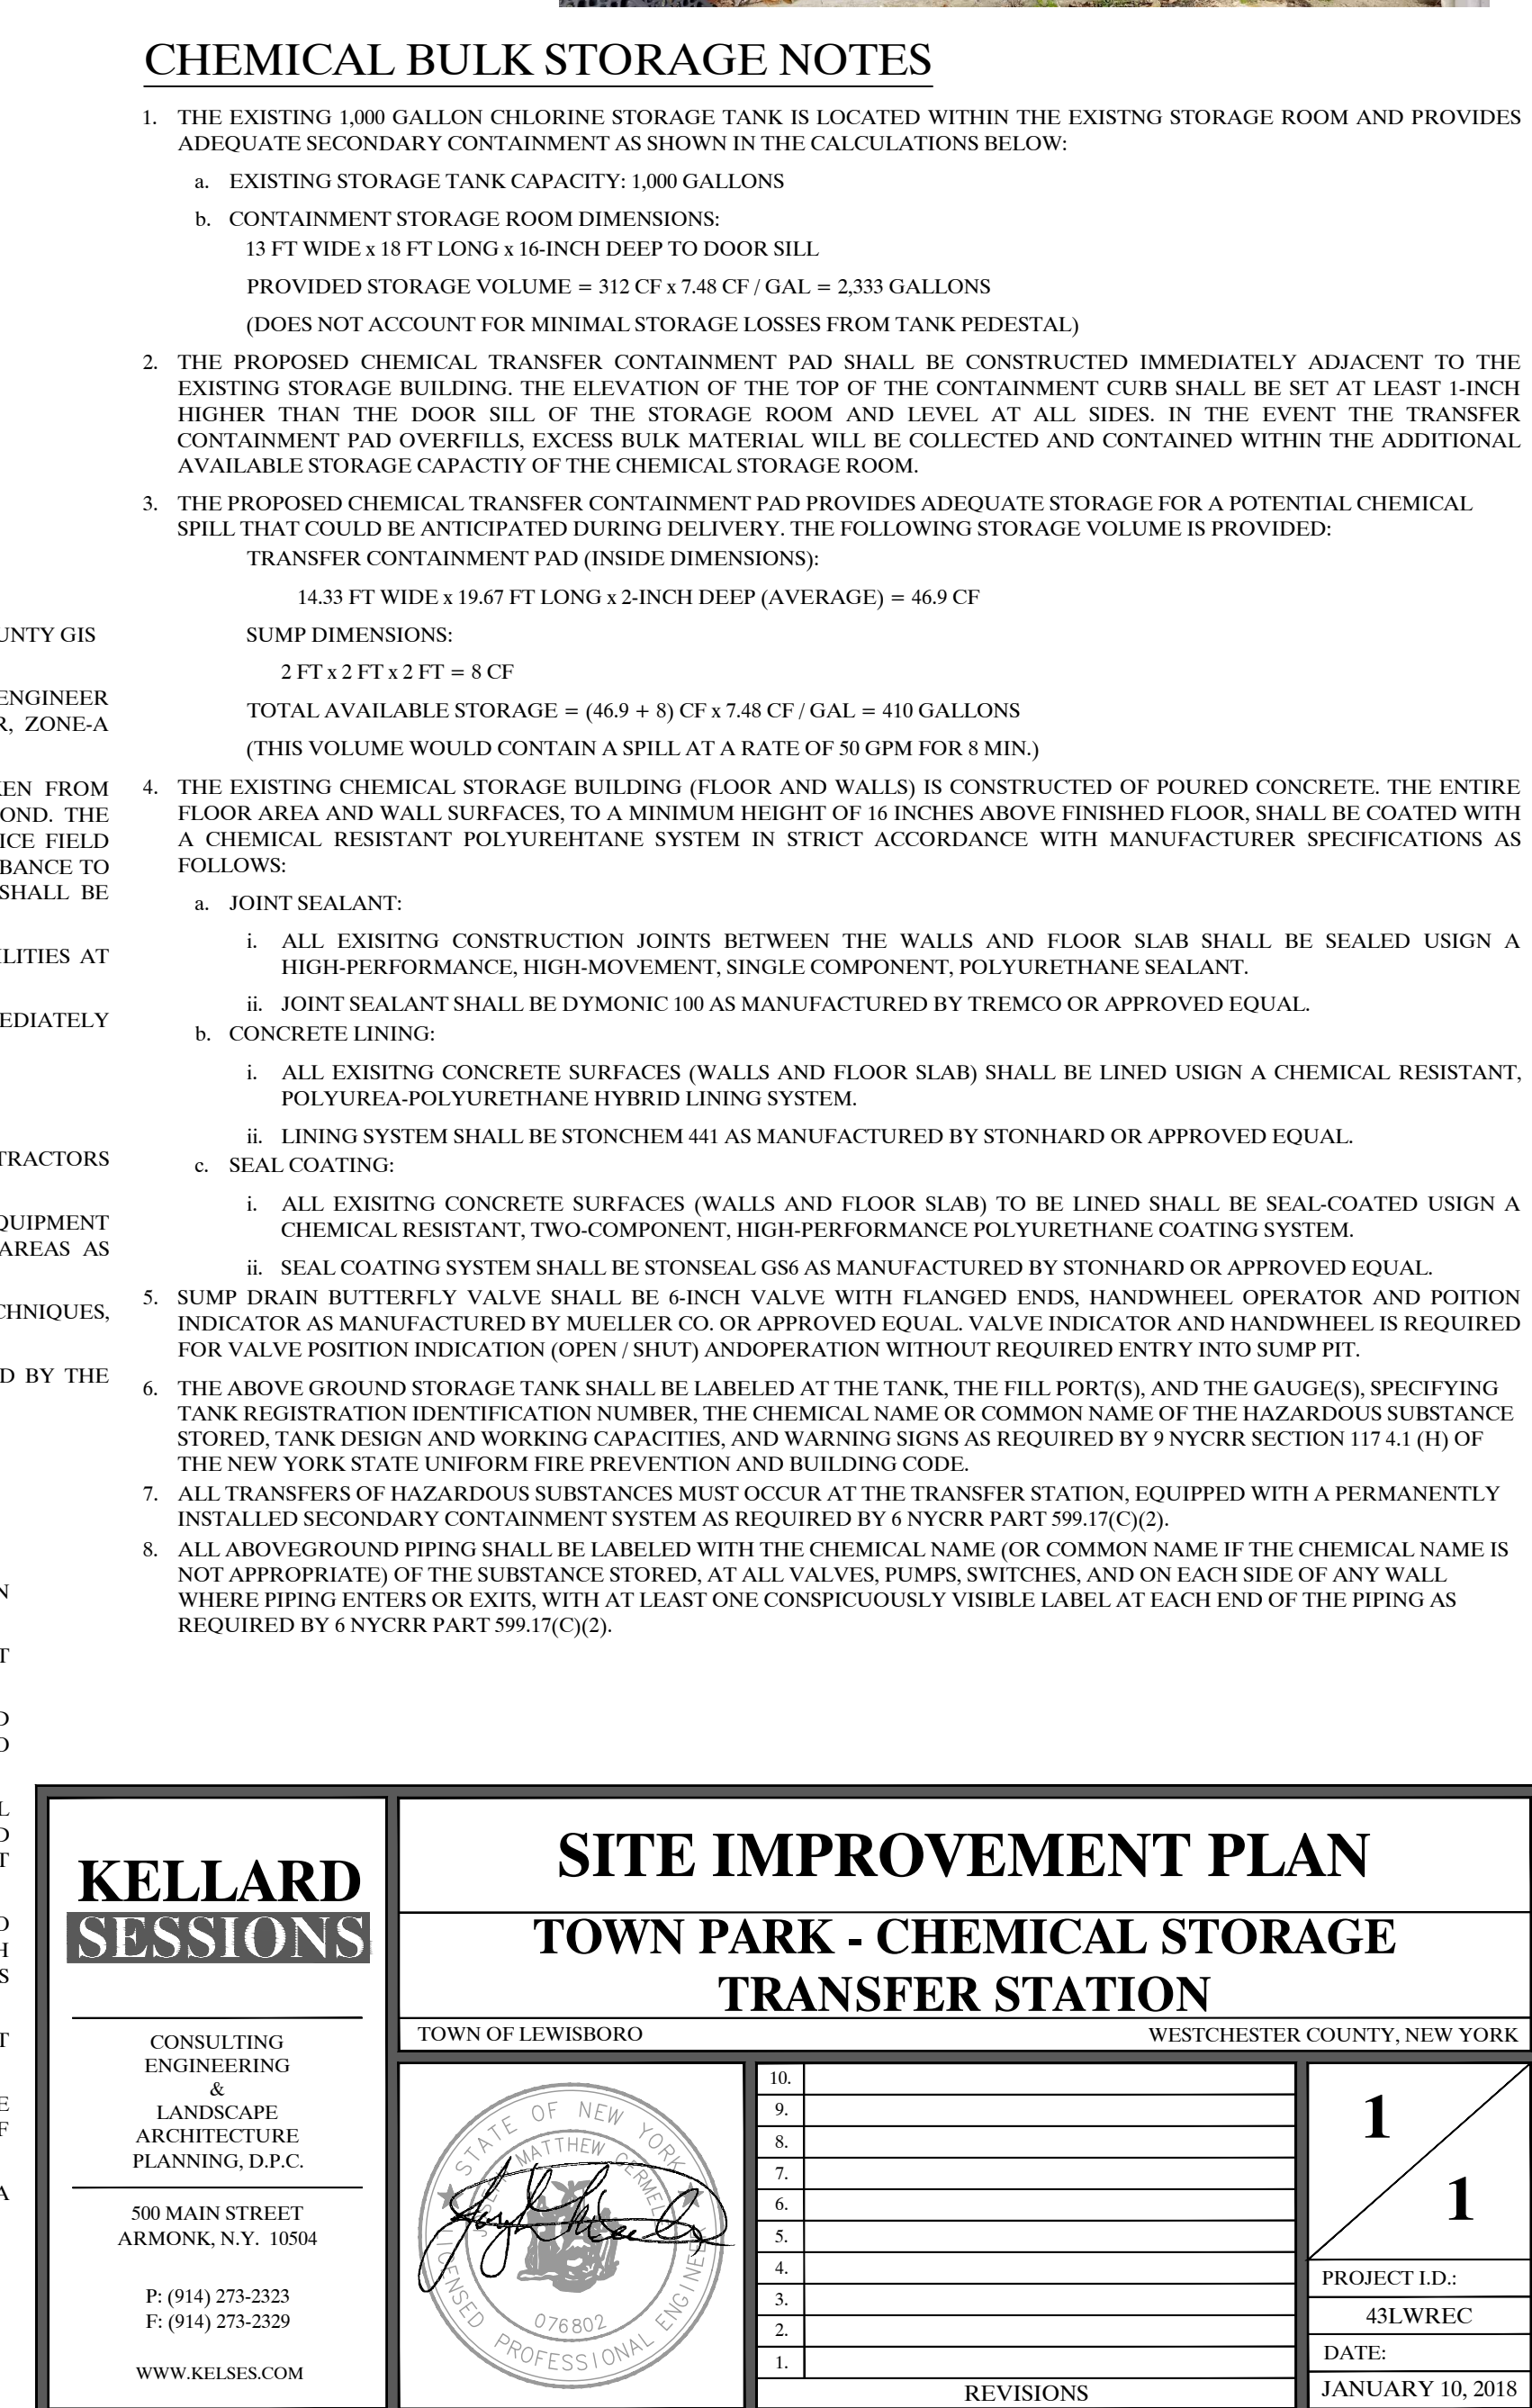 CHEMICAL BULK STORAGE NOTES
1. THE EXISTING 1,000 GALLON CHLORINE STORAGE TANK IS LOCATED WITHIN THE EXISTNG STORAGE ROOM AND PROVIDES
ADEQUATE SECONDARY CONTAINMENT AS SHOWN IN THE CALCULATIONS BELOW:
a. EXISTING STORAGE TANK CAPACITY: 1,000 GALLONS
b. CONTAINMENT STORAGE ROOM DIMENSIONS:
13 FT WIDE x 18 FT LONG x 16-INCH DEEP TO DOOR SILL
PROVIDED STORAGE VOLUME = 312 CF x 7.48 CF / GAL = 2,333 GALLONS
(DOES NOT ACCOUNT FOR MINIMAL STORAGE LOSSES FROM TANK PEDESTAL)
2. THE PROPOSED CHEMICAL TRANSFER CONTAINMENT PAD SHALL BE CONSTRUCTED IMMEDIATELY ADJACENT TO THE
EXISTING STORAGE BUILDING. THE ELEVATION OF THE TOP OF THE CONTAINMENT CURB SHALL BE SET AT LEAST 1-INCH
HIGHER THAN THE DOOR SILL OF THE STORAGE ROOM AND LEVEL AT ALL SIDES. IN THE EVENT THE TRANSFER
CONTAINMENT PAD OVERFILLS, EXCESS BULK MATERIAL WILL BE COLLECTED AND CONTAINED WITHIN THE ADDITIONAL
AVAILABLE STORAGE CAPACTIY OF THE CHEMICAL STORAGE ROOM.
3. THE PROPOSED CHEMICAL TRANSFER CONTAINMENT PAD PROVIDES ADEQUATE STORAGE FOR A POTENTIAL CHEMICAL
SPILL THAT COULD BE ANTICIPATED DURING DELIVERY. THE FOLLOWING STORAGE VOLUME IS PROVIDED:
TRANSFER CONTAINMENT PAD (INSIDE DIMENSIONS):
14.33 FT WIDE x 19.67 FT LONG x 2-INCH DEEP (AVERAGE) = 46.9 CF
SUMP DIMENSIONS:
2 FT x 2 FT x 2 FT = 8 CF
TOTAL AVAILABLE STORAGE = (46.9 + 8) CF x 7.48 CF / GAL = 410 GALLONS
(THIS VOLUME WOULD CONTAIN A SPILL AT A RATE OF 50 GPM FOR 8 MIN.)
4. THE EXISTING CHEMICAL STORAGE BUILDING (FLOOR AND WALLS) IS CONSTRUCTED OF POURED CONCRETE. THE ENTIRE
FLOOR AREA AND WALL SURFACES, TO A MINIMUM HEIGHT OF 16 INCHES ABOVE FINISHED FLOOR, SHALL BE COATED WITH
A CHEMICAL RESISTANT POLYUREHTANE SYSTEM IN STRICT ACCORDANCE WITH MANUFACTURER SPECIFICATIONS AS
FOLLOWS:
a. JOINT SEALANT:
i. ALL EXISITNG CONSTRUCTION JOINTS BETWEEN THE WALLS AND FLOOR SLAB SHALL BE SEALED USIGN A
HIGH-PERFORMANCE, HIGH-MOVEMENT, SINGLE COMPONENT, POLYURETHANE SEALANT.
ii. JOINT SEALANT SHALL BE DYMONIC 100 AS MANUFACTURED BY TREMCO OR APPROVED EQUAL.
b. CONCRETE LINING:
i. ALL EXISITNG CONCRETE SURFACES (WALLS AND FLOOR SLAB) SHALL BE LINED USIGN A CHEMICAL RESISTANT,
POLYUREA-POLYURETHANE HYBRID LINING SYSTEM.
ii. LINING SYSTEM SHALL BE STONCHEM 441 AS MANUFACTURED BY STONHARD OR APPROVED EQUAL.
c. SEAL COATING:
i. ALL EXISITNG CONCRETE SURFACES (WALLS AND FLOOR SLAB) TO BE LINED SHALL BE SEAL-COATED USIGN A
CHEMICAL RESISTANT, TWO-COMPONENT, HIGH-PERFORMANCE POLYURETHANE COATING SYSTEM.
ii. SEAL COATING SYSTEM SHALL BE STONSEAL GS6 AS MANUFACTURED BY STONHARD OR APPROVED EQUAL.
5. SUMP DRAIN BUTTERFLY VALVE SHALL BE 6-INCH VALVE WITH FLANGED ENDS, HANDWHEEL OPERATOR AND POITION
INDICATOR AS MANUFACTURED BY MUELLER CO. OR APPROVED EQUAL. VALVE INDICATOR AND HANDWHEEL IS REQUIRED
FOR VALVE POSITION INDICATION (OPEN / SHUT) ANDOPERATION WITHOUT REQUIRED ENTRY INTO SUMP PIT.
6. THE ABOVE GROUND STORAGE TANK SHALL BE LABELED AT THE TANK, THE FILL PORT(S), AND THE GAUGE(S), SPECIFYING
TANK REGISTRATION IDENTIFICATION NUMBER, THE CHEMICAL NAME OR COMMON NAME OF THE HAZARDOUS SUBSTANCE
STORED, TANK DESIGN AND WORKING CAPACITIES, AND WARNING SIGNS AS REQUIRED BY 9 NYCRR SECTION 117 4.1 (H) OF
THE NEW YORK STATE UNIFORM FIRE PREVENTION AND BUILDING CODE.
7. ALL TRANSFERS OF HAZARDOUS SUBSTANCES MUST OCCUR AT THE TRANSFER STATION, EQUIPPED WITH A PERMANENTLY
INSTALLED SECONDARY CONTAINMENT SYSTEM AS REQUIRED BY 6 NYCRR PART 599.17(C)(2).
8. ALL ABOVEGROUND PIPING SHALL BE LABELED WITH THE CHEMICAL NAME (OR COMMON NAME IF THE CHEMICAL NAME IS
NOT APPROPRIATE) OF THE SUBSTANCE STORED, AT ALL VALVES, PUMPS, SWITCHES, AND ON EACH SIDE OF ANY WALL
WHERE PIPING ENTERS OR EXITS, WITH AT LEAST ONE CONSPICUOUSLY VISIBLE LABEL AT EACH END OF THE PIPING AS
REQUIRED BY 6 NYCRR PART 599.17(C)(2).
UNTY GIS
ENGINEER
R, ZONE-A
KEN FROM
OND. THE
ICE FIELD
BANCE TO
SHALL BE
ILITIES AT
EDIATELY
TRACTORS
QUIPMENT
AREAS AS
CHNIQUES,
D BY THE
KELLARD
SESSIONS
CONSULTING
ENGINEERING
&
LANDSCAPE
ARCHITECTURE
PLANNING, D.P.C.
500 MAIN STREET
ARMONK, N.Y. 10504
P: (914) 273-2323
F: (914) 273-2329
WWW.KELSES.COM
SITE IMPROVEMENT PLAN
TOWN PARK - CHEMICAL STORAGE
TRANSFER STATION
TOWN OF LEWISBORO
WESTCHESTER COUNTY, NEW YORK
STATE OF NEW YORK
MATTHEW CERMELE
076802
LICENSED PROFESSIONAL ENGINEER
10.
9.
8.
7.
6.
5.
4.
3.
2.
1.
REVISIONS
1
1
PROJECT I.D.:
43LWREC
DATE:
JANUARY 10, 2018